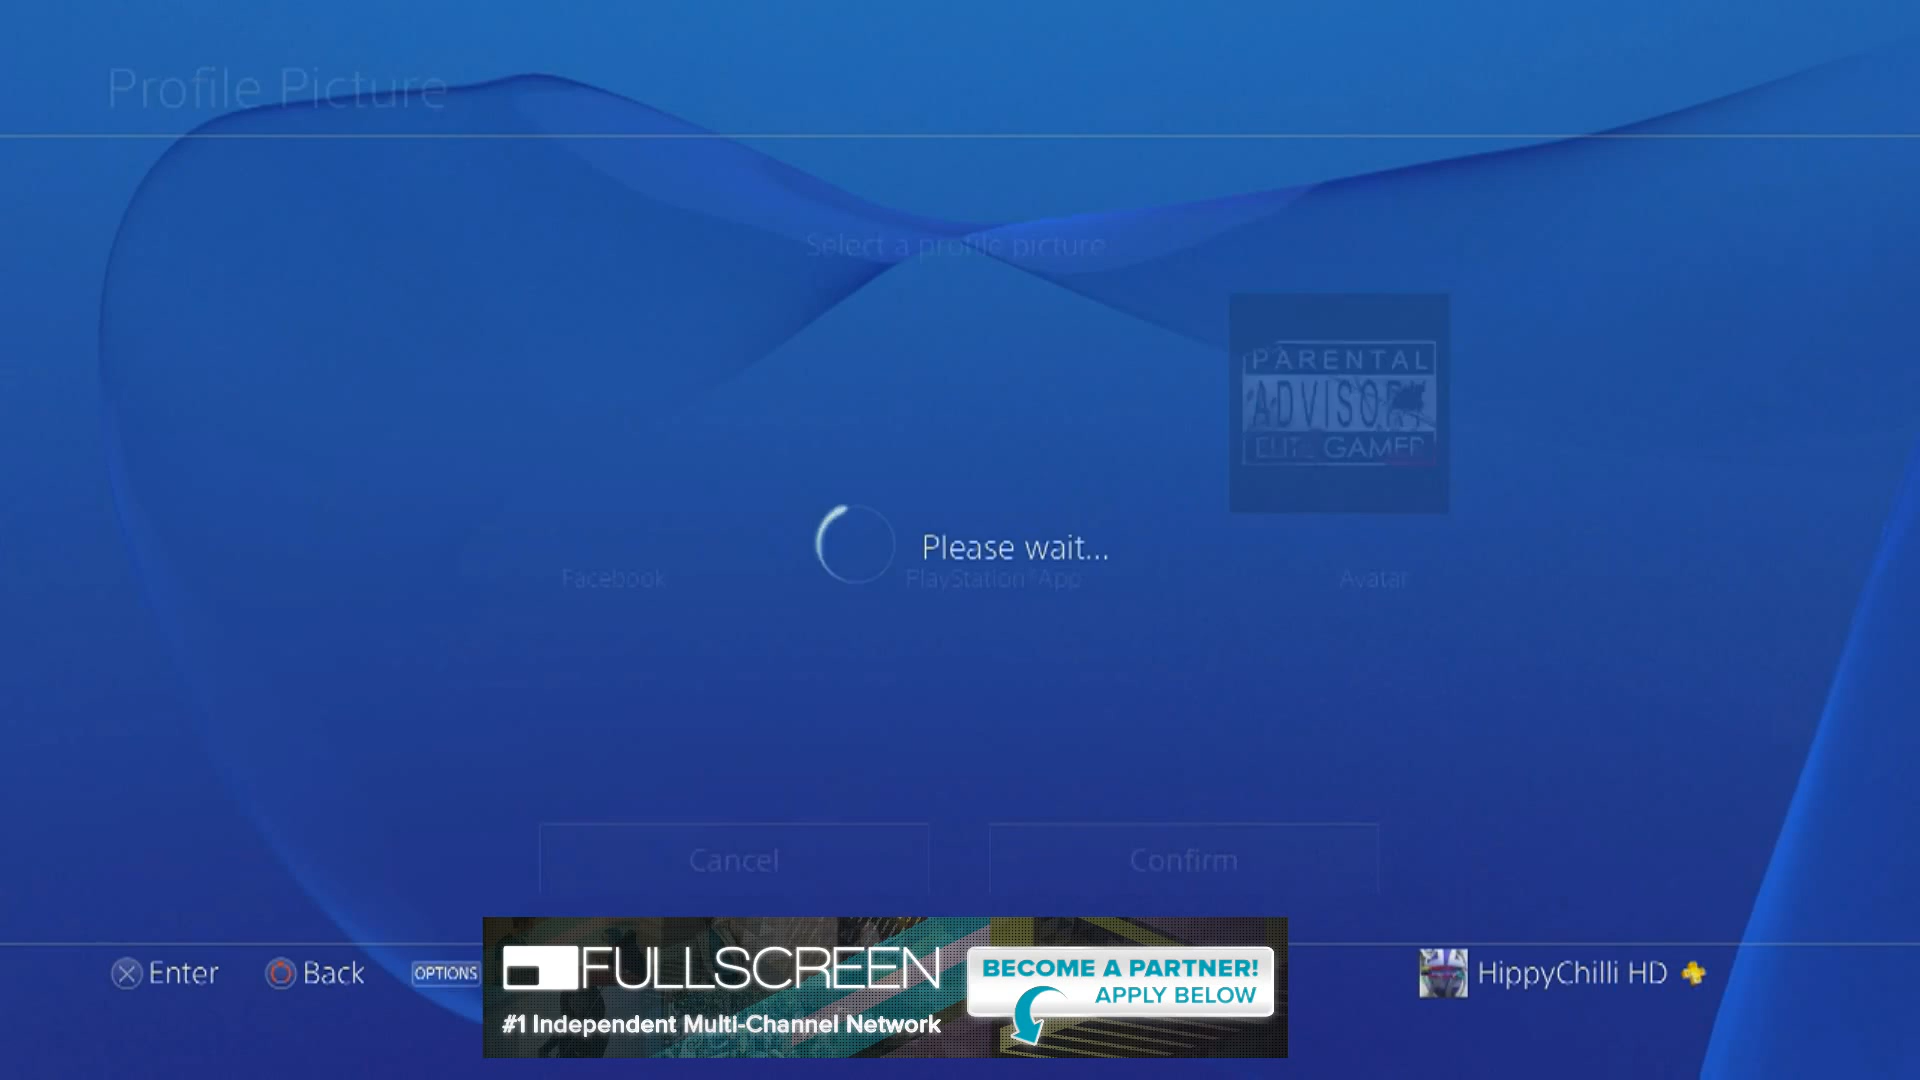 Profile Picture
Select a profile picture
PARENTAL
ADVISORY
ELITE GAMER
Please wait...
Facebook
PlayStation®App
Avatar
Cancel
Confirm
Enter
Back
OPTIONS
FULLSCREEN
#1 Independent Multi-Channel Network
BECOME A PARTNER!
APPLY BELOW
HippyChilli HD